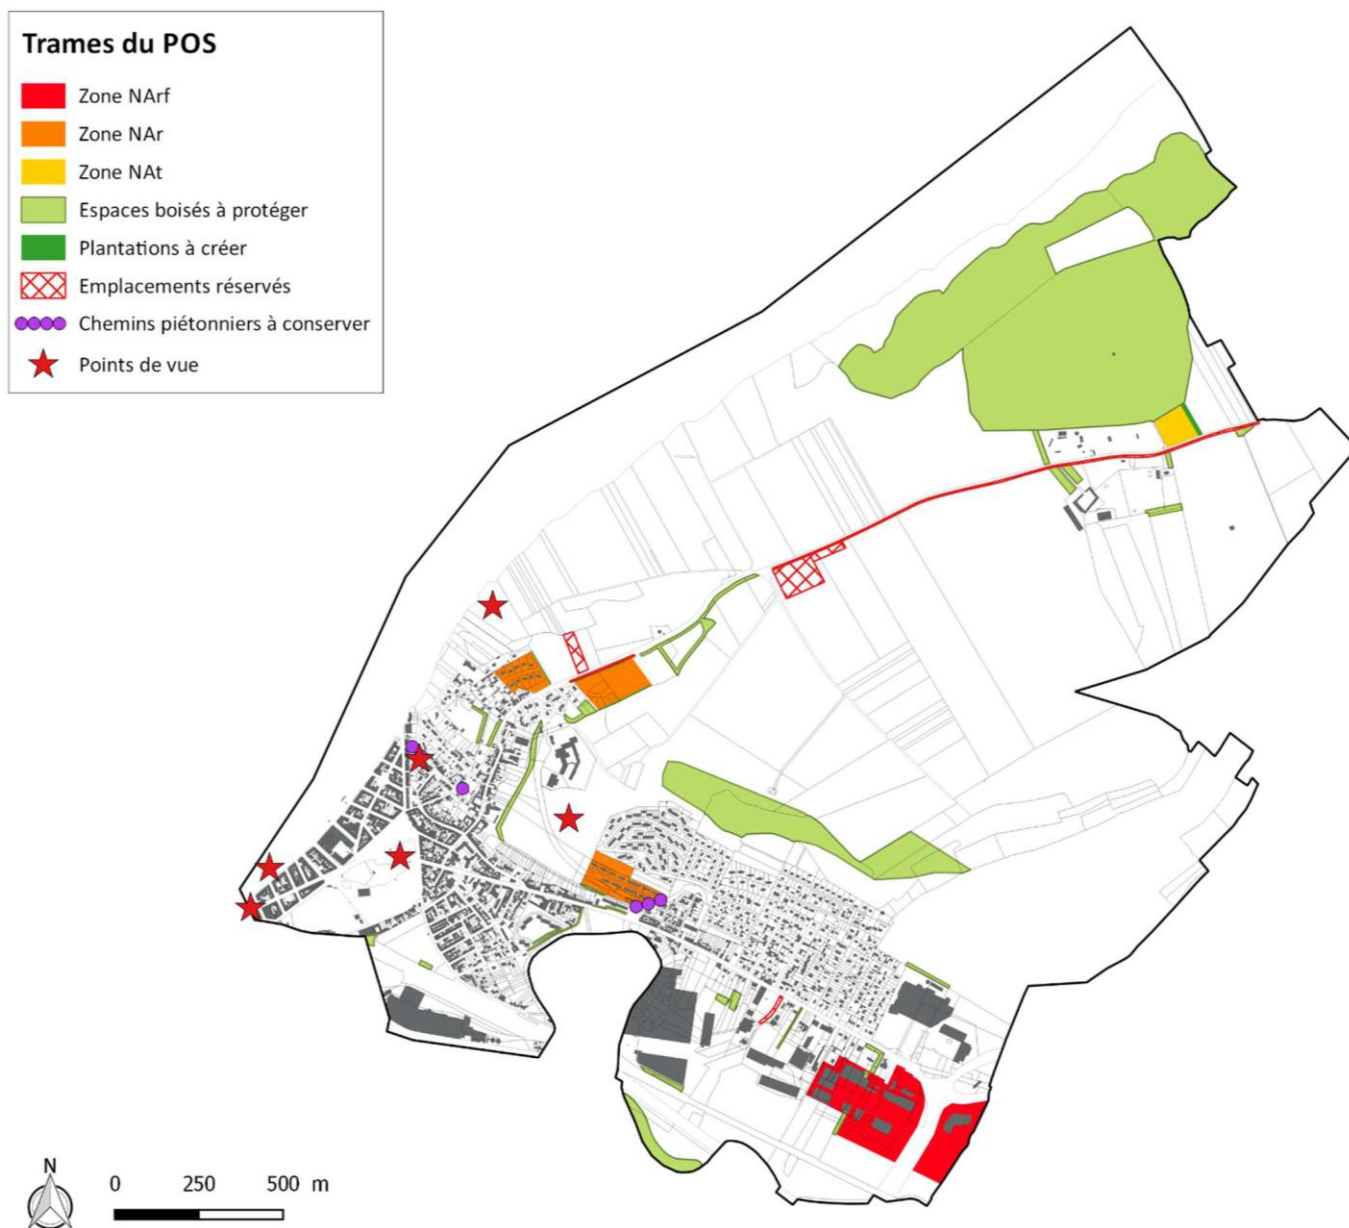 Trames du POS
Zone NArf
Zone NAr
Zone NAt
Espaces boisés à protéger
Plantations à créer
Emplacements réservés
Chemins piétonniers à conserver
Points de vue
N
0 250 500 m